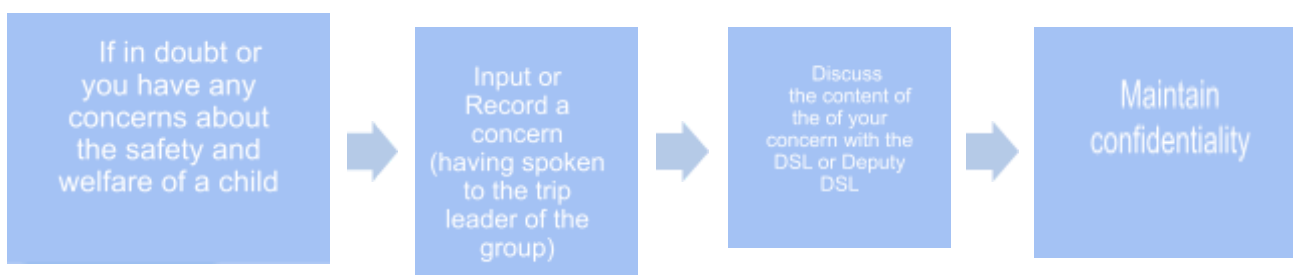 If in doubt or
you have any
concerns about
the safety and
welfare of a child
Input or
Record a
concern
(having spoken
to the trip
leader of the
group)
Discuss
the content of
the of your
concern with the
DSL or Deputy
DSL
Maintain
confidentiality